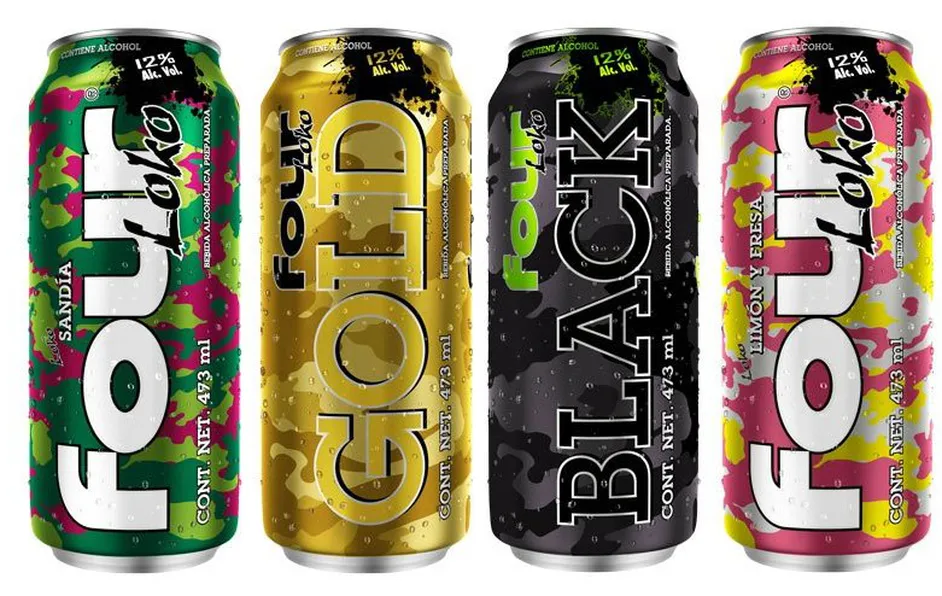 CONTIENE ALCOHOL
12%
Alc. Vol.
Four
Loko
®
Loko
SANDIA
BEBIDA ALCOHÓLICA PREPARADA
CONT. NET. 473 ml
CONTIENE ALCOHOL
12%
Alc. Vol.
Four
Loko
GOLD
BEBIDA ALCOHÓLICA PREPARADA
CONT. NET. 473 ml
CONTIENE ALCOHOL
12%
Alc. Vol.
Four
Loko
BLACK
BEBIDA ALCOHÓLICA PREPARADA
CONT. NET. 473 ml
CONTIENE ALCOHOL
12%
Alc. Vol.
Four
Loko
Loko
LIMÓN Y FRESA
BEBIDA ALCOHÓLICA PREPARADA
CONT. NET. 473 ml